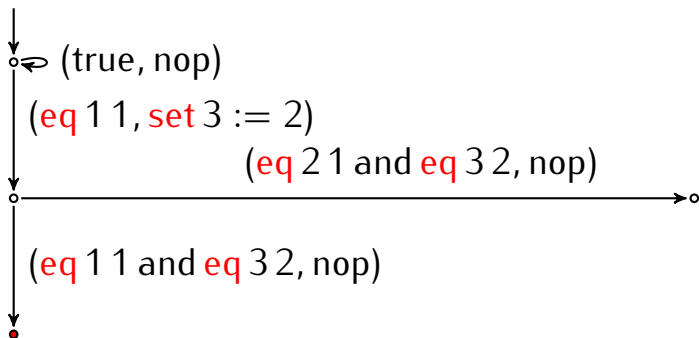 (true, nop)
(eq 1 1, set 3 := 2)
(eq 2 1 and eq 3 2, nop)
(eq 1 1 and eq 3 2, nop)